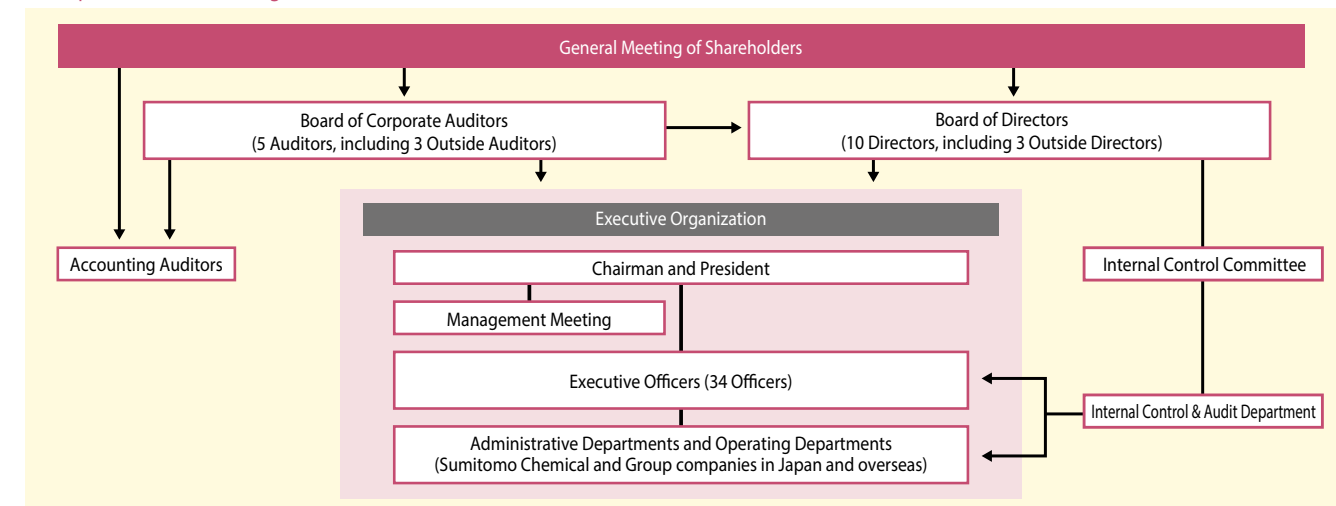 General Meeting of Shareholders
Board of Corporate Auditors
(5 Auditors, including 3 Outside Auditors)
Board of Directors
(10 Directors, including 3 Outside Directors)
Executive Organization
Accounting Auditors
Chairman and President
Internal Control Committee
Management Meeting
Executive Officers (34 Officers)
Internal Control & Audit Department
Administrative Departments and Operating Departments
(Sumitomo Chemical and Group companies in Japan and overseas)